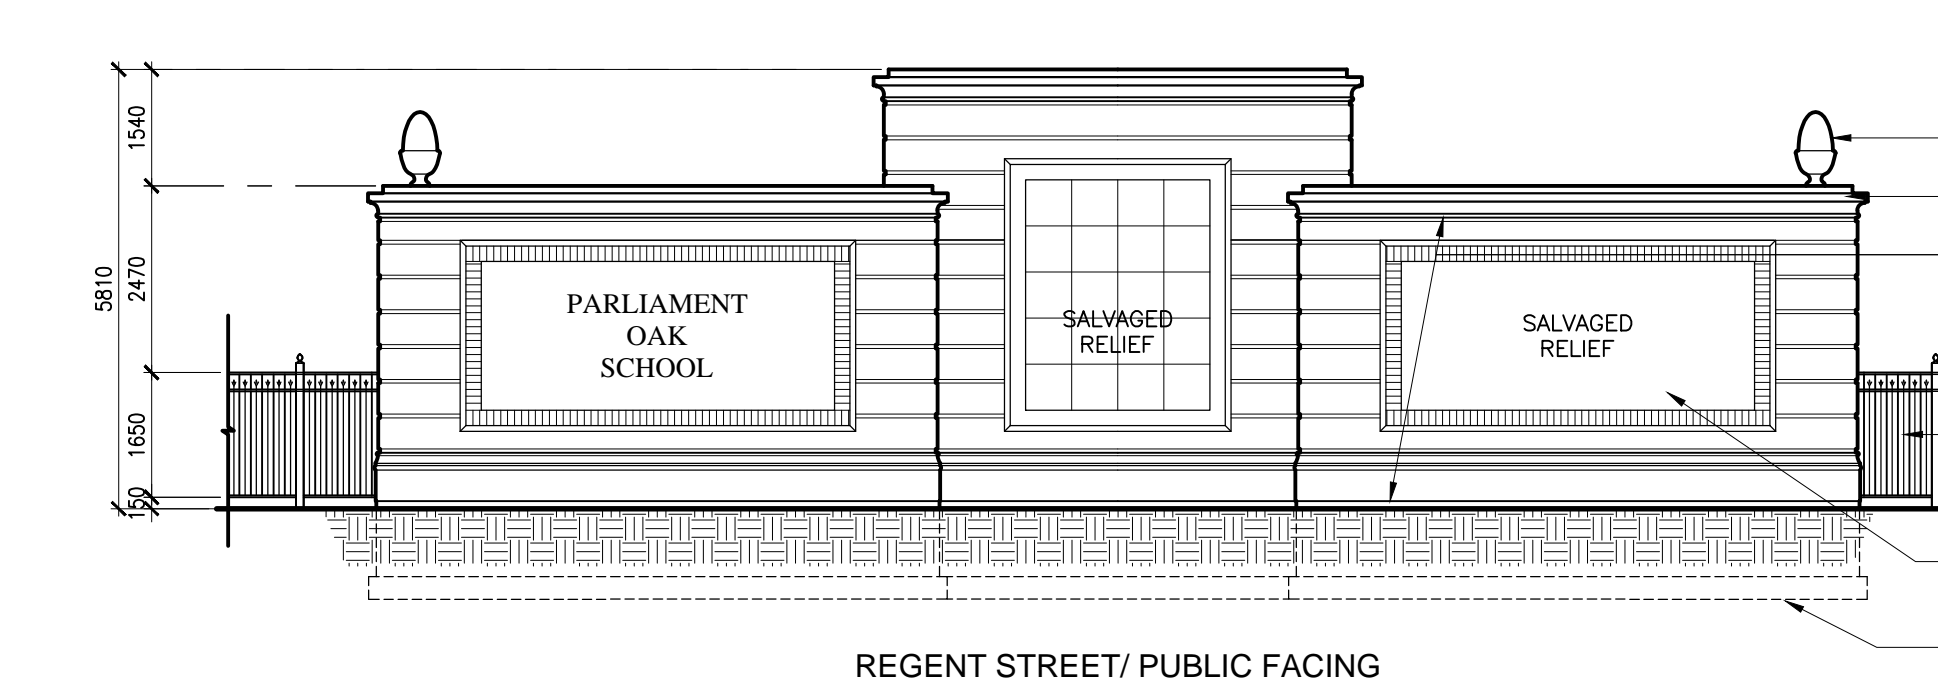 5810
1540
2470
1650
150
PARLIAMENT
OAK
SCHOOL
SALVAGED
RELIEF
SALVAGED
RELIEF
REGENT STREET/ PUBLIC FACING